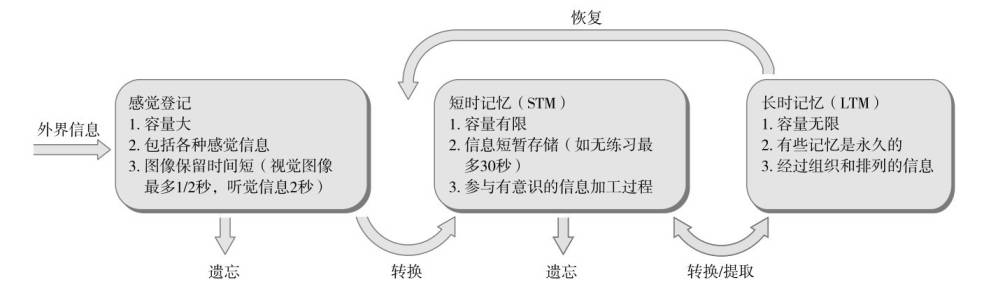 恢复
外界信息
感觉登记
1. 容量大
2. 包括各种感觉信息
3. 图像保留时间短（视觉图像
最多1/2秒，听觉信息2秒）
短时记忆（STM）
1. 容量有限
2. 信息短暂存储（如无练习最
多30秒）
3. 参与有意识的信息加工过程
长时记忆（LTM）
1. 容量无限
2. 有些记忆是永久的
3. 经过组织和排列的信息
遗忘
转换
遗忘
转换/提取